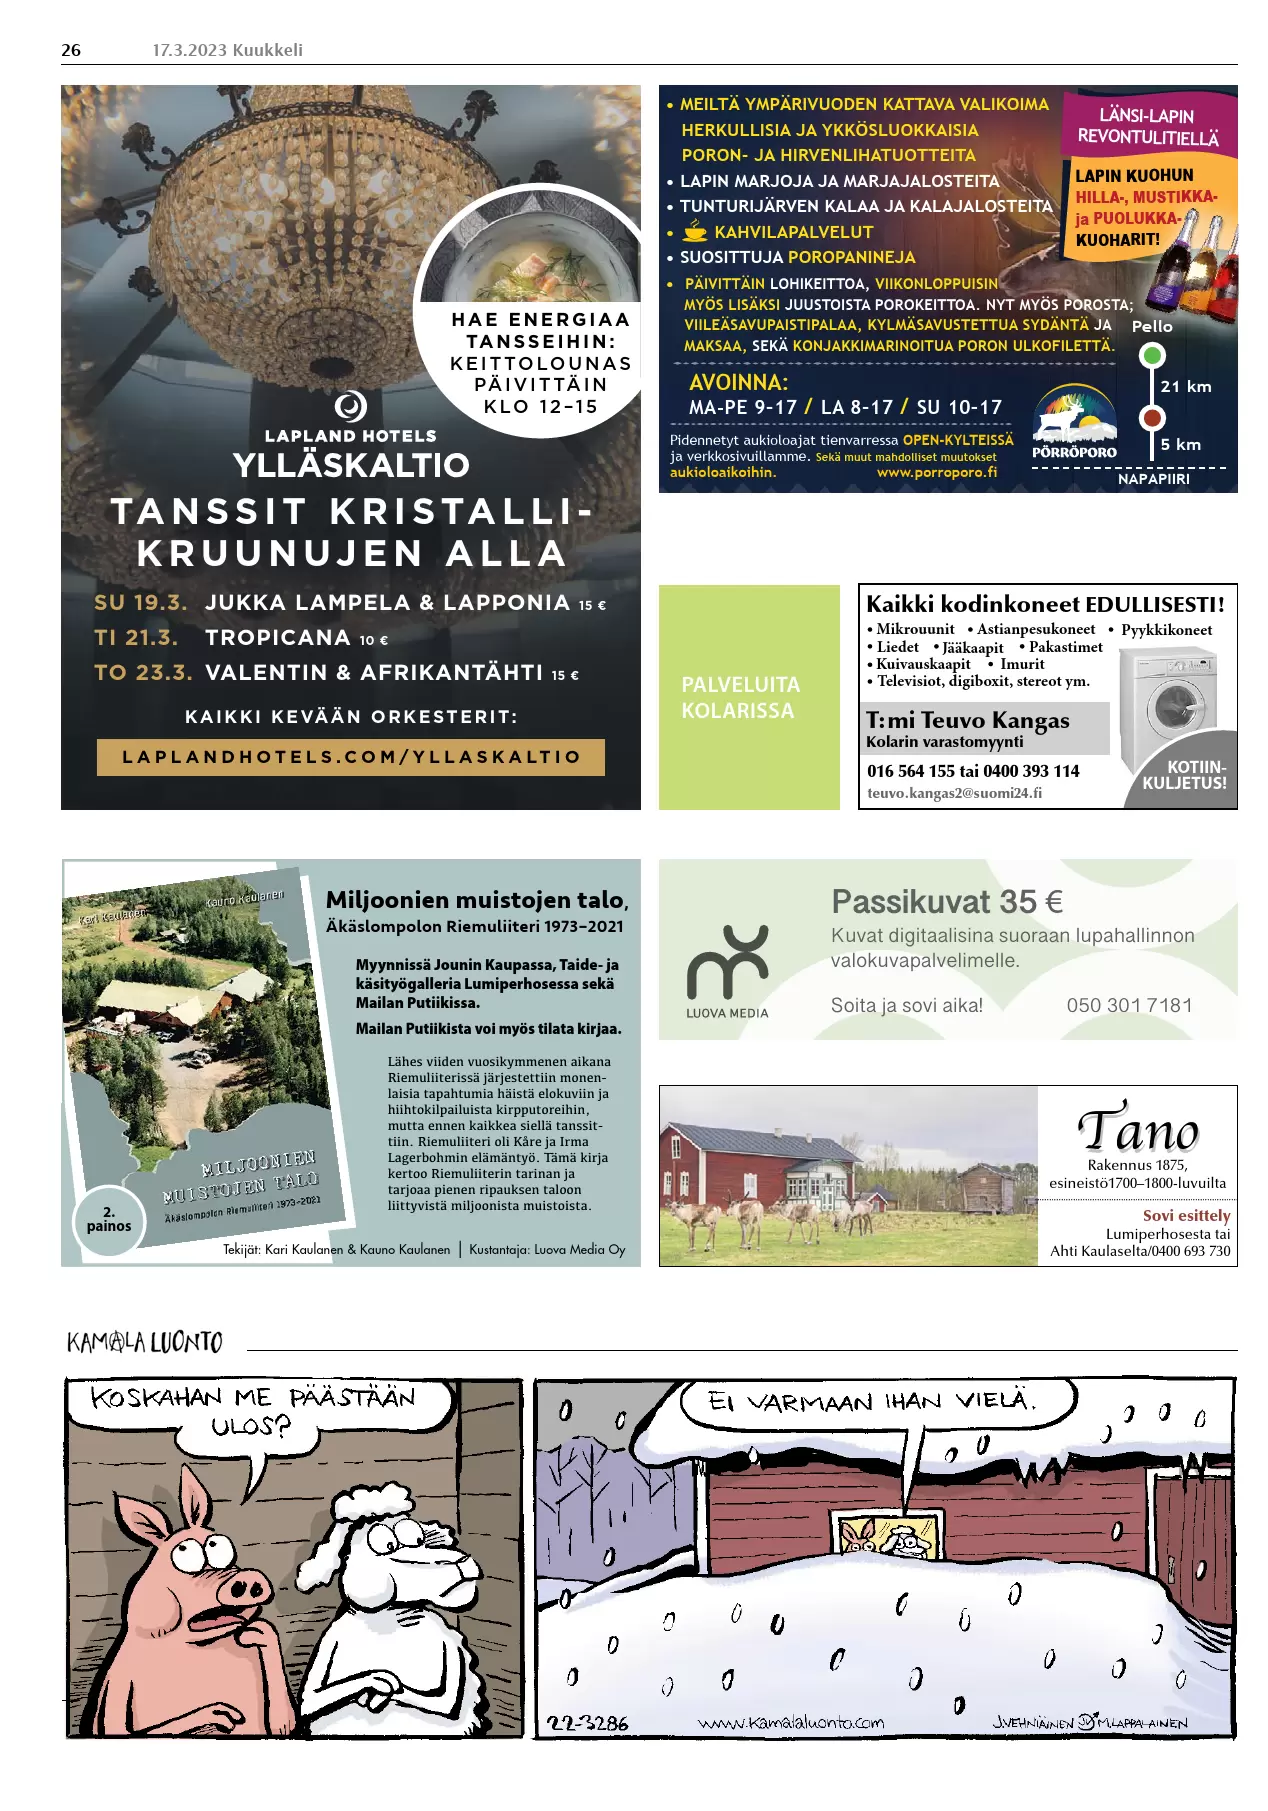 26
17.3.2023 Kuukkeli
HAE ENERGIAA
TANSSEIHIN:
KEITTOLOUNAS
PÄIVITTÄIN
KLO 12–15
LAPLAND HOTELS
YLLÄSKALTIO
TANSSIT KRISTALLI-
KRUUNUJEN ALLA
SU 19.3. JUKKA LAMPELA & LAPPONIA 15 €
TI 21.3. TROPICANA 10 €
TO 23.3. VALENTIN & AFRIKANTÄHTI 15 €
KAIKKI KEVÄÄN ORKESTERIT:
LAPLANDHOTELS.COM/YLLASKALTIO
• MEILTÄ YMPÄRIVUODEN KATTAVA VALIKOIMA
HERKULLISIA JA YKKÖSLUOKKAISIA
PORON- JA HIRVENLIHATUOTTEITA
• LAPIN MARJOJA JA MARJAJALOSTEITA
• TUNTURIJÄRVEN KALAA JA KALAJALOSTEITA
• KAHVILAPALVELUT
• SUOSITTUJA POROPANINEJA
• PÄIVITTÄIN LOHIKEITTOA, VIIKONLOPPUISIN
MYÖS LISÄKSI JUUSTOISTA POROKEITTOA. NYT MYÖS POROSTA;
VIILEÄSAVUPAISTIPALAA, KYLMÄSAVUSTETTUA SYDÄNTÄ JA
MAKSAA, SEKÄ KONJAKKIMARINOITUA PORON ULKOFILETTÄ.
LÄNSI-LAPIN
REVONTULITIELLÄ
LAPIN KUOHUN
HILLA-, MUSTIKKA-
ja PUOLUKKA-
KUOHARIT!
AVOINNA:
MA-PE 9-17 / LA 8-17 / SU 10-17
Pidennetyt aukioloajat tienvarressa OPEN-KYLTEISSÄ
ja verkkosivuillamme. Sekä muut mahdolliset muutokset
aukioloaikoihin. www.porroporo.fi
PÖRRÖPORO
Pello
21 km
5 km
NAPAPIIRI
PALVELUITA
KOLARISSA
Kaikki kodinkoneet EDULLISESTI!
• Mikrouunit • Astianpesukoneet • Pyykkikoneet
• Liedet • Jääkaapit • Pakastimet
• Kuivauskaapit • Imurit
• Televisiot, digiboxit, stereot ym.
T:mi Teuvo Kangas
Kolarin varastomyynti
016 564 155 tai 0400 393 114
teuvo.kangas2@suomi24.fi
KOTIIN-
KULJETUS!
Kari Kaulanen Kauno Kaulanen
MILJOONIEN
MUISTOJEN TALO
Äkäslompolon Riemuliiteri 1973–2021
2.
painos
Miljoonien muistojen talo,
Äkäslompolon Riemuliiteri 1973–2021
Myynnissä Jounin Kaupassa, Taide- ja
käsityögalleria Lumiperhosessa sekä
Mailan Putiikissa.
Mailan Putiikista voi myös tilata kirjaa.
Lähes viiden vuosikymmenen aikana
Riemuliiterissä järjestettiin monen-
laisia tapahtumia häistä elokuviin ja
hiihtokilpailuista kirpputoreihin,
mutta ennen kaikkea siellä tanssit-
tiin. Riemuliiteri oli Kåre ja Irma
Lagerbohmin elämäntyö. Tämä kirja
kertoo Riemuliiterin tarinan ja
tarjoaa pienen ripauksen taloon
liittyvistä miljoonista muistoista.
Tekijät: Kari Kaulanen & Kauno Kaulanen | Kustantaja: Luova Media Oy
LUOVA MEDIA
Passikuvat 35 €
Kuvat digitaalisina suoraan lupahallinnon
valokuvapalvelimelle.
Soita ja sovi aika! 050 301 7181
Tano
Rakennus 1875,
esineistö1700–1800-luvuilta
Sovi esittely
Lumiperhosesta tai
Ahti Kaulaselta/0400 693 730
KAMALA LUONTO
KOSKAHAN ME PÄÄSTÄÄN
ULOS?
EI VARMAAN IHAN VIELÄ.
22-3286
www.kamalaluonto.com
J.VEHNIÄINEN JV M.LAPPALAINEN